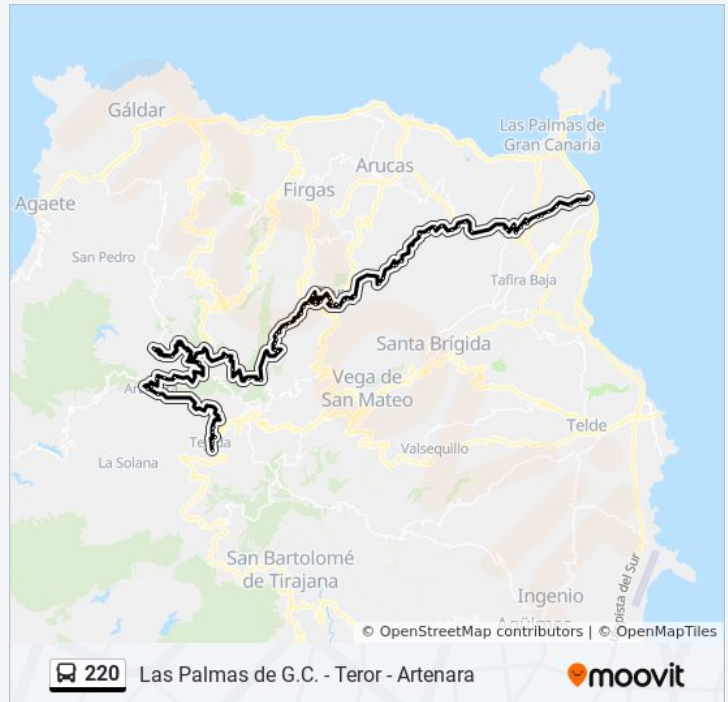 Gáldar
Las Palmas de
Gran Canaria
Arucas
Firgas
Agaete
San Pedro
Tafira Baja
Santa Brígida
Vega de
San Mateo
Telde
Valsequillo
La Solana
San Bartolomé
de Tirajana
Ingenio
© OpenStreetMap contributors | © OpenMapTiles
220 Las Palmas de G.C. - Teror - Artenara
moovit